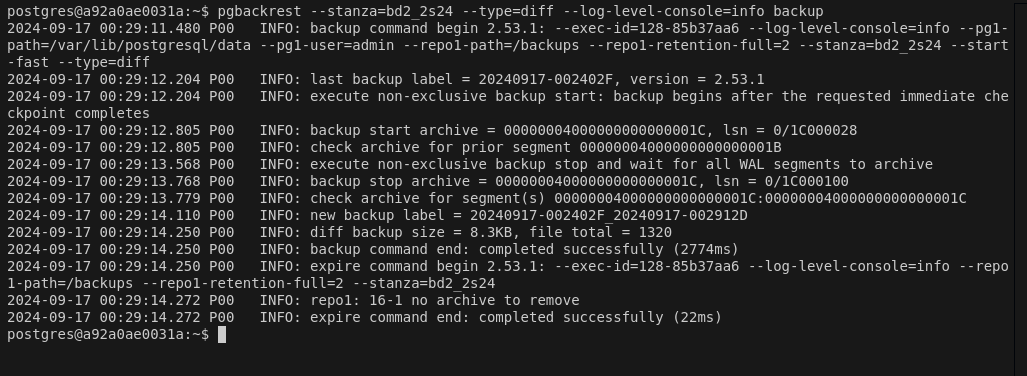 postgres@a92a0ae0031a:~$ pgbackrest --stanza=bd2_2s24 --type=diff --log-level-console=info backup
2024-09-17 00:29:11.480 P00   INFO: backup command begin 2.53.1: --exec-id=128-85b37aa6 --log-level-console=info --pg1-
path=/var/lib/postgresql/data --pg1-user=admin --repo1-path=/backups --repo1-retention-full=2 --stanza=bd2_2s24 --start
-fast --type=diff
2024-09-17 00:29:12.204 P00   INFO: last backup label = 20240917-002402F, version = 2.53.1
2024-09-17 00:29:12.204 P00   INFO: execute non-exclusive backup start: backup begins after the requested immediate che
ckpoint completes
2024-09-17 00:29:12.805 P00   INFO: backup start archive = 00000004000000000000001C, lsn = 0/1C000028
2024-09-17 00:29:12.805 P00   INFO: check archive for prior segment 00000004000000000000001B
2024-09-17 00:29:13.568 P00   INFO: execute non-exclusive backup stop and wait for all WAL segments to archive
2024-09-17 00:29:13.768 P00   INFO: backup stop archive = 00000004000000000000001C, lsn = 0/1C000100
2024-09-17 00:29:13.779 P00   INFO: check archive for segment(s) 00000004000000000000001C:00000004000000000000001C
2024-09-17 00:29:14.110 P00   INFO: new backup label = 20240917-002402F_20240917-002912D
2024-09-17 00:29:14.250 P00   INFO: diff backup size = 8.3KB, file total = 1320
2024-09-17 00:29:14.250 P00   INFO: backup command end: completed successfully (2774ms)
2024-09-17 00:29:14.250 P00   INFO: expire command begin 2.53.1: --exec-id=128-85b37aa6 --log-level-console=info --repo
1-path=/backups --repo1-retention-full=2 --stanza=bd2_2s24
2024-09-17 00:29:14.272 P00   INFO: repo1: 16-1 no archive to remove
2024-09-17 00:29:14.272 P00   INFO: expire command end: completed successfully (22ms)
postgres@a92a0ae0031a:~$